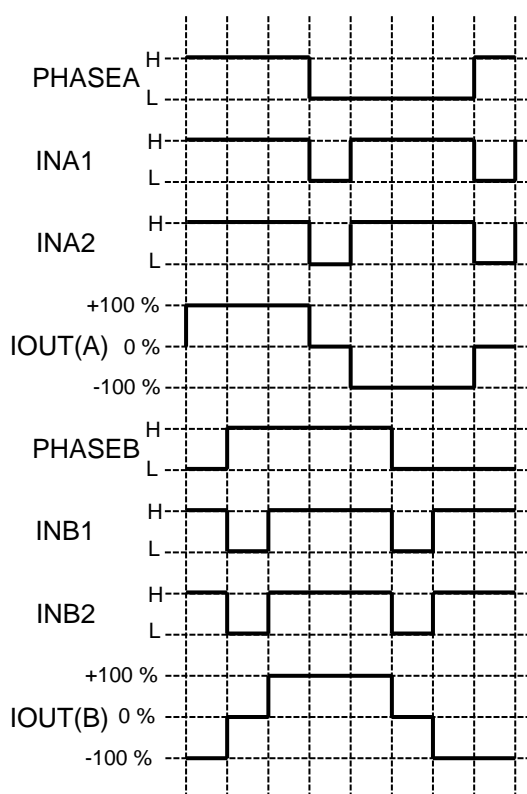 H
PHASEA
L
H
INA1
L
H
INA2
L
+100 %
IOUT(A) 0 %
-100 %
H
PHASEB
L
H
INB1
L
H
INB2
L
+100 %
IOUT(B) 0 %
-100 %